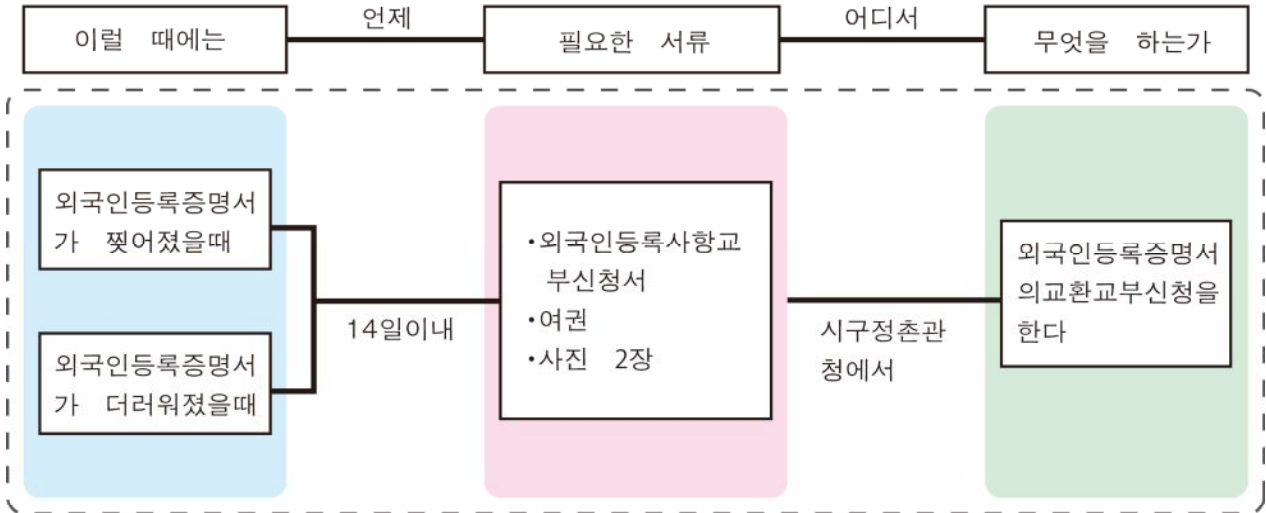 이럴 때에는
언제
필요한 서류
어디서
무엇을 하는가
외국인등록증명서
가 찢어졌을때
외국인등록증명서
가 더러워졌을때
14일이내
•외국인등록사항교
부신청서
•여권
•사진 2장
시구정촌관
청에서
외국인등록증명서
의교환교부신청을
한다